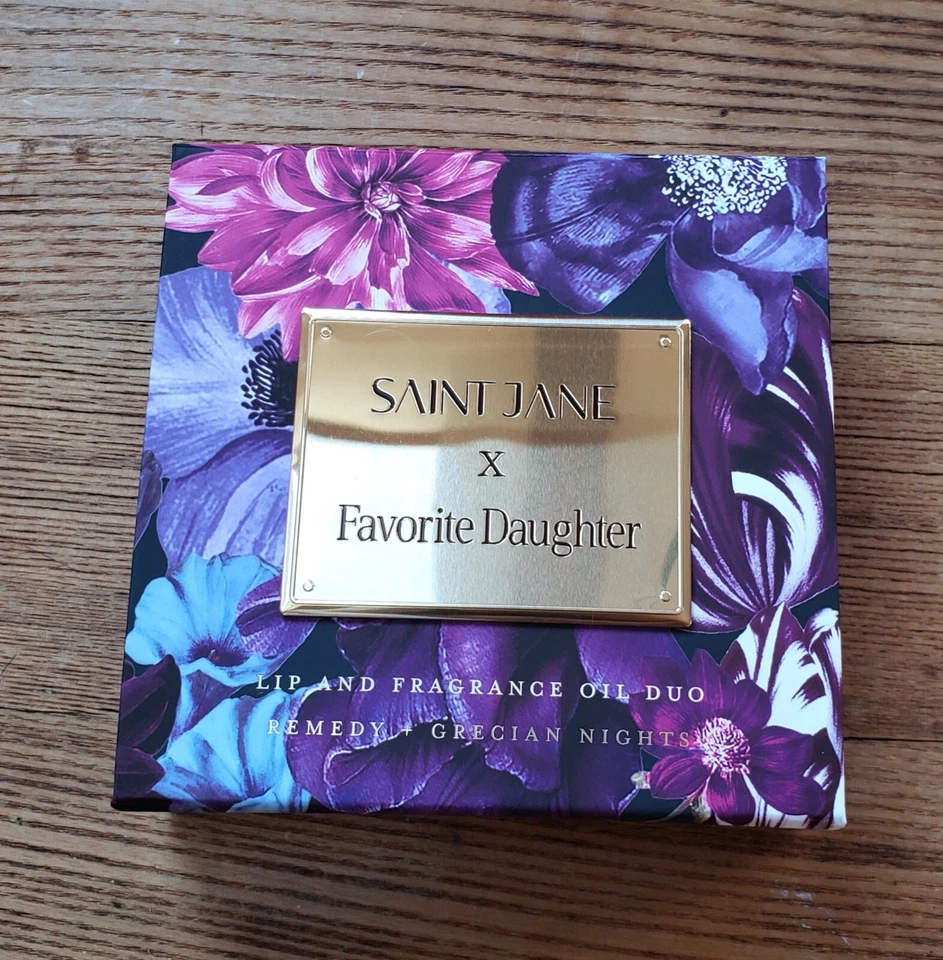 SAINT JANE
X
Favorite Daughter
LIP AND FRAGRANCE OIL DUO
REMEDY + GRECIAN NIGHTS